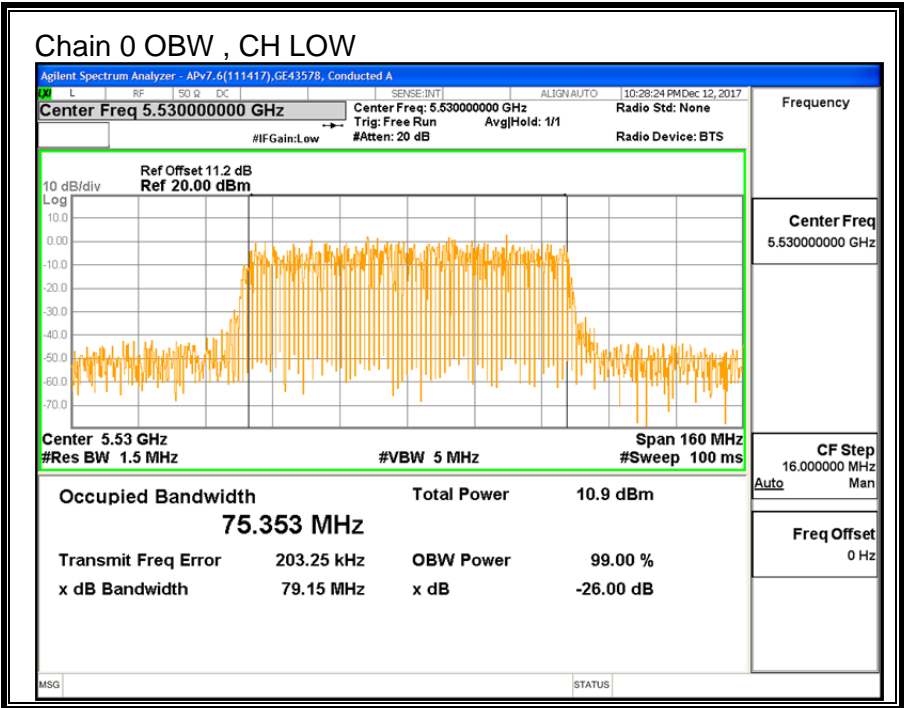 Chain 0 OBW , CH LOW
Agilent Spectrum Analyzer - APv7.6(111417),GE43578, Conducted A
LXI L RF 50 Ω DC SENSE:INT ALIGNAUTO 10:28:24 PM Dec 12, 2017
Center Freq 5.530000000 GHz
Center Freq: 5.530000000 GHz
Radio Std: None
Trig: Free Run Avg|Hold: 1/1
#IFGain:Low #Atten: 20 dB Radio Device: BTS
Ref Offset 11.2 dB
10 dB/div Ref 20.00 dBm
Log
10.0
0.00
-10.0
-20.0
-30.0
-40.0
-50.0
-60.0
-70.0
Center 5.53 GHz Span 160 MHz
#Res BW 1.5 MHz #VBW 5 MHz #Sweep 100 ms
Occupied Bandwidth Total Power 10.9 dBm
75.353 MHz
Transmit Freq Error 203.25 kHz OBW Power 99.00 %
x dB Bandwidth 79.15 MHz x dB -26.00 dB
MSG STATUS
Frequency
Center Freq
5.530000000 GHz
CF Step
16.000000 MHz
Auto Man
Freq Offset
0 Hz